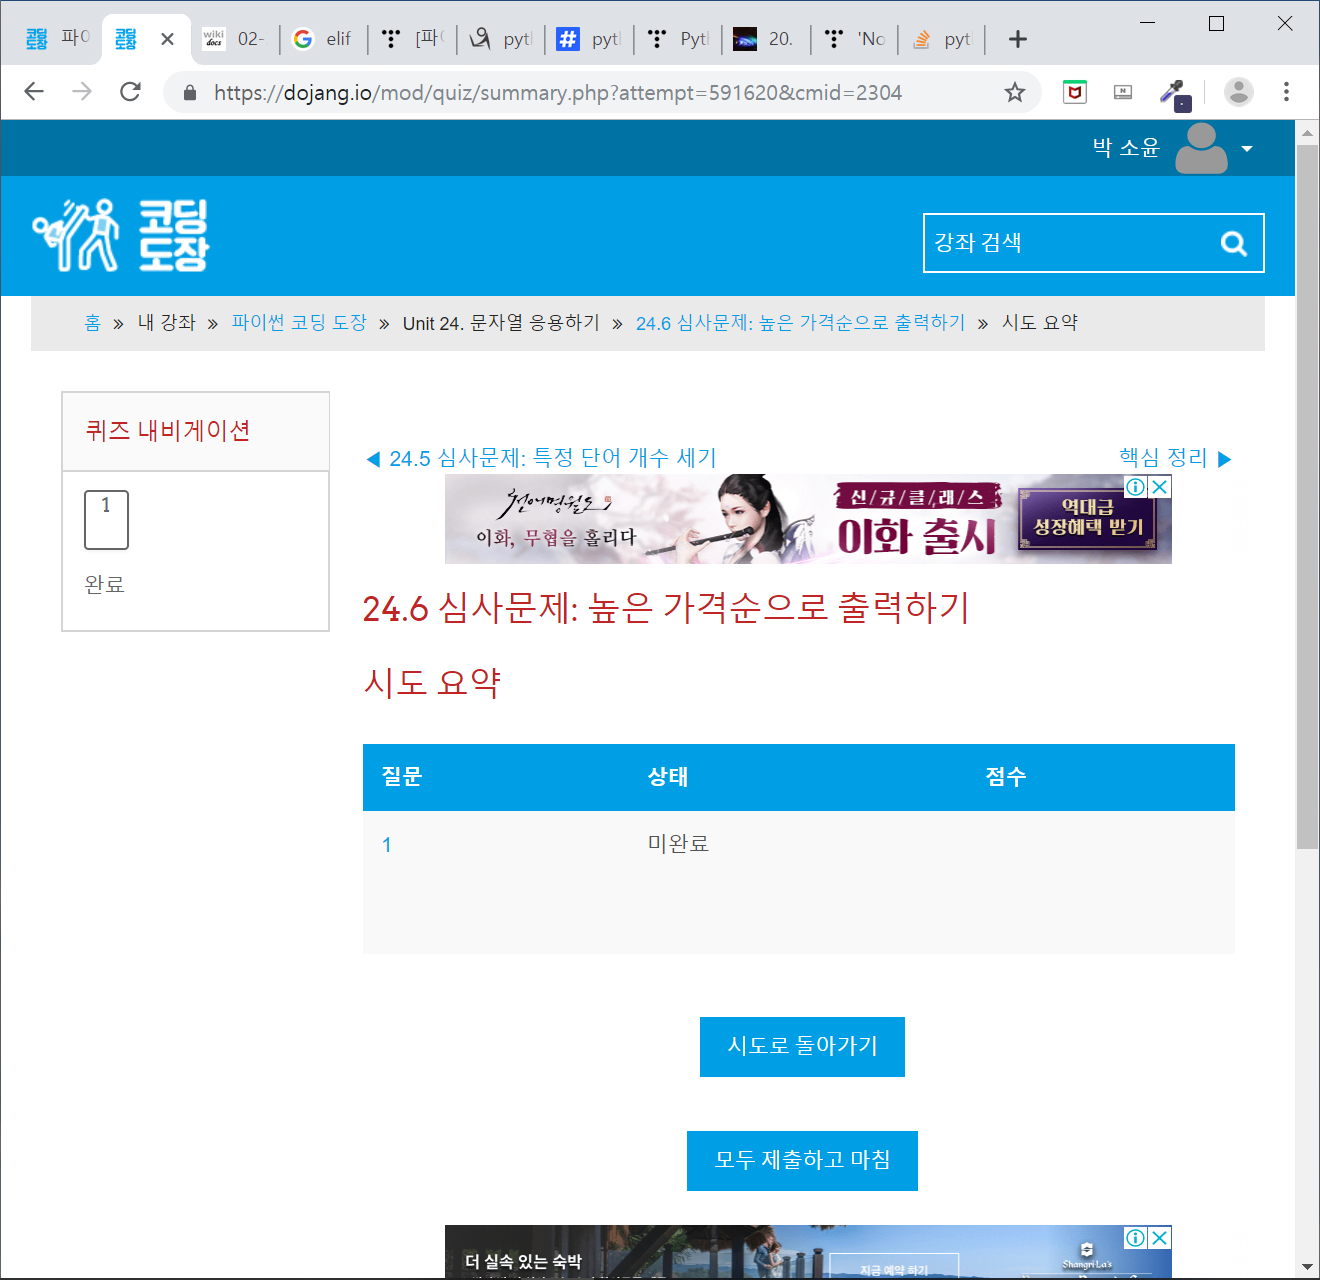 파이
wiki docs 02-
elif
[파이
pytl
pytl
Pytl
20.
'No
pyt
https://dojang.io/mod/quiz/summary.php?attempt=591620&cmid=2304
박 소윤
코딩
도장
강좌 검색
홈 » 내 강좌 » 파이썬 코딩 도장 » Unit 24. 문자열 응용하기 » 24.6 심사문제: 높은 가격순으로 출력하기 » 시도 요약
퀴즈 내비게이션
1
완료
◀ 24.5 심사문제: 특정 단어 개수 세기
핵심 정리 ▶
천애명월도
이화, 무협을 홀리다
신/규/클/래/스
이화 출시
역대급
성장혜택 받기
24.6 심사문제: 높은 가격순으로 출력하기
시도 요약
질문 상태 점수
1 미완료
시도로 돌아가기
모두 제출하고 마침
더 실속 있는 숙박
지금 예약 하기
Shangri-La's